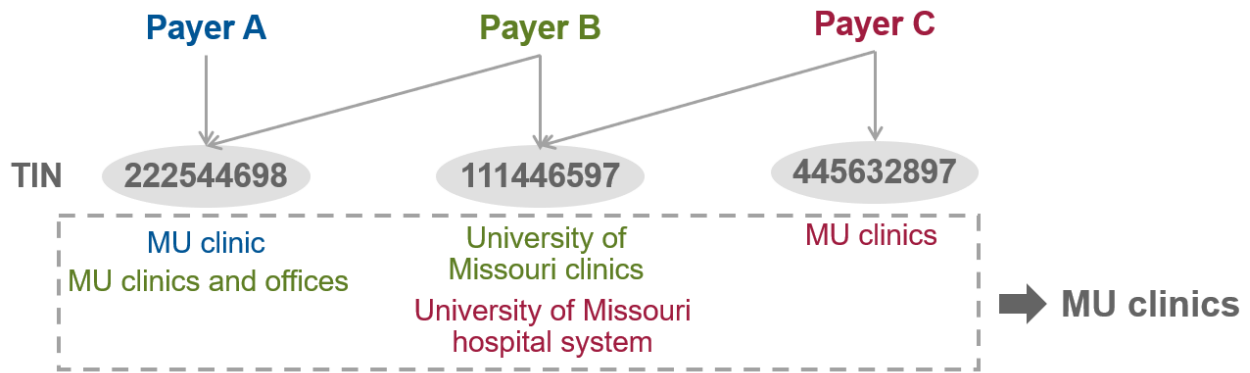 Payer A
Payer B
Payer C
TIN
222544698
111446597
445632897
MU clinic
MU clinics and offices
University of
Missouri clinics
University of Missouri
hospital system
MU clinics
MU clinics